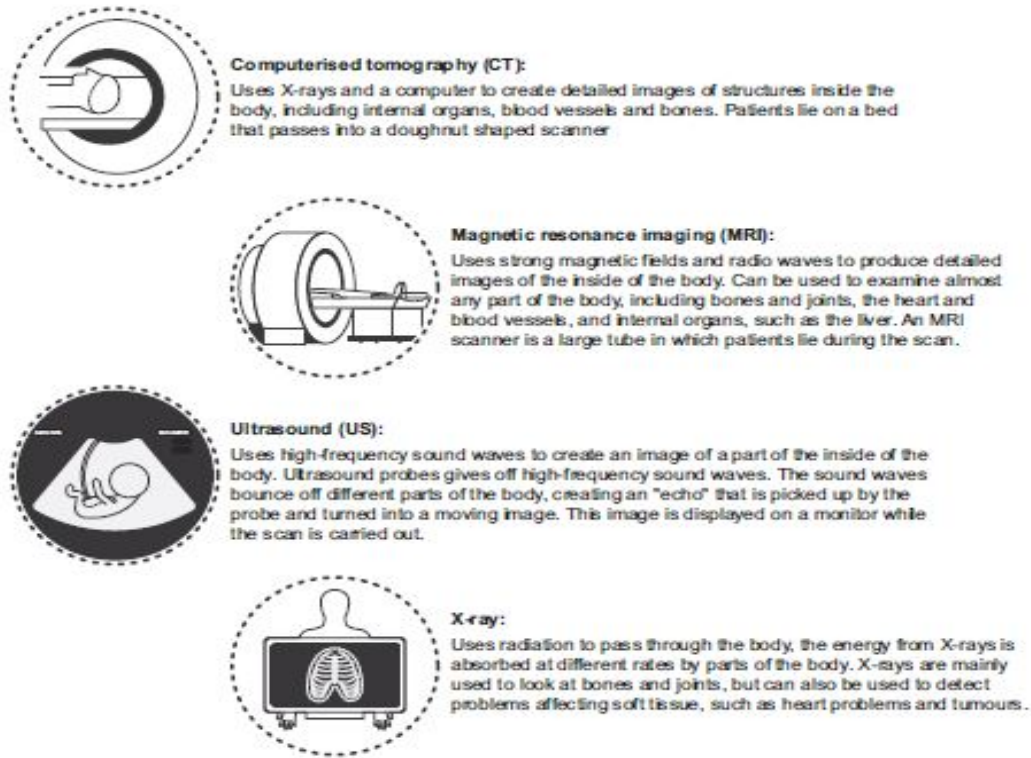 Computerised tomography (CT):
Uses X-rays and a computer to create detailed images of structures inside the
body, including internal organs, blood vessels and bones. Patients lie on a bed
that passes into a doughnut shaped scanner
Magnetic resonance imaging (MRI):
Uses strong magnetic fields and radio waves to produce detailed
images of the inside of the body. Can be used to examine almost
any part of the body, including bones and joints, the heart and
blood vessels, and internal organs, such as the liver. An MRI
scanner is a large tube in which patients lie during the scan.
Ultrasound (US):
Uses high-frequency sound waves to create an image of a part of the inside of the
body. Ultrasound probes gives off high-frequency sound waves. The sound waves
bounce off different parts of the body, creating an "echo" that is picked up by the
probe and turned into a moving image. This image is displayed on a monitor while
the scan is carried out.
X-ray:
Uses radiation to pass through the body, the energy from X-rays is
absorbed at different rates by parts of the body. X-rays are mainly
used to look at bones and joints, but can also be used to detect
problems affecting soft tissue, such as heart problems and tumours.